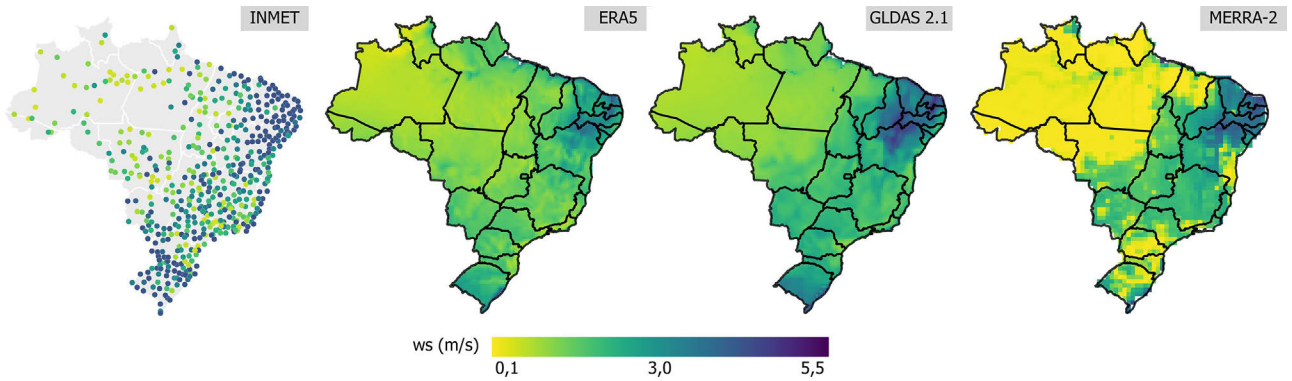 INMET
ERA5
GLDAS 2.1
MERRA-2
ws (m/s)
0,1
3,0
5,5